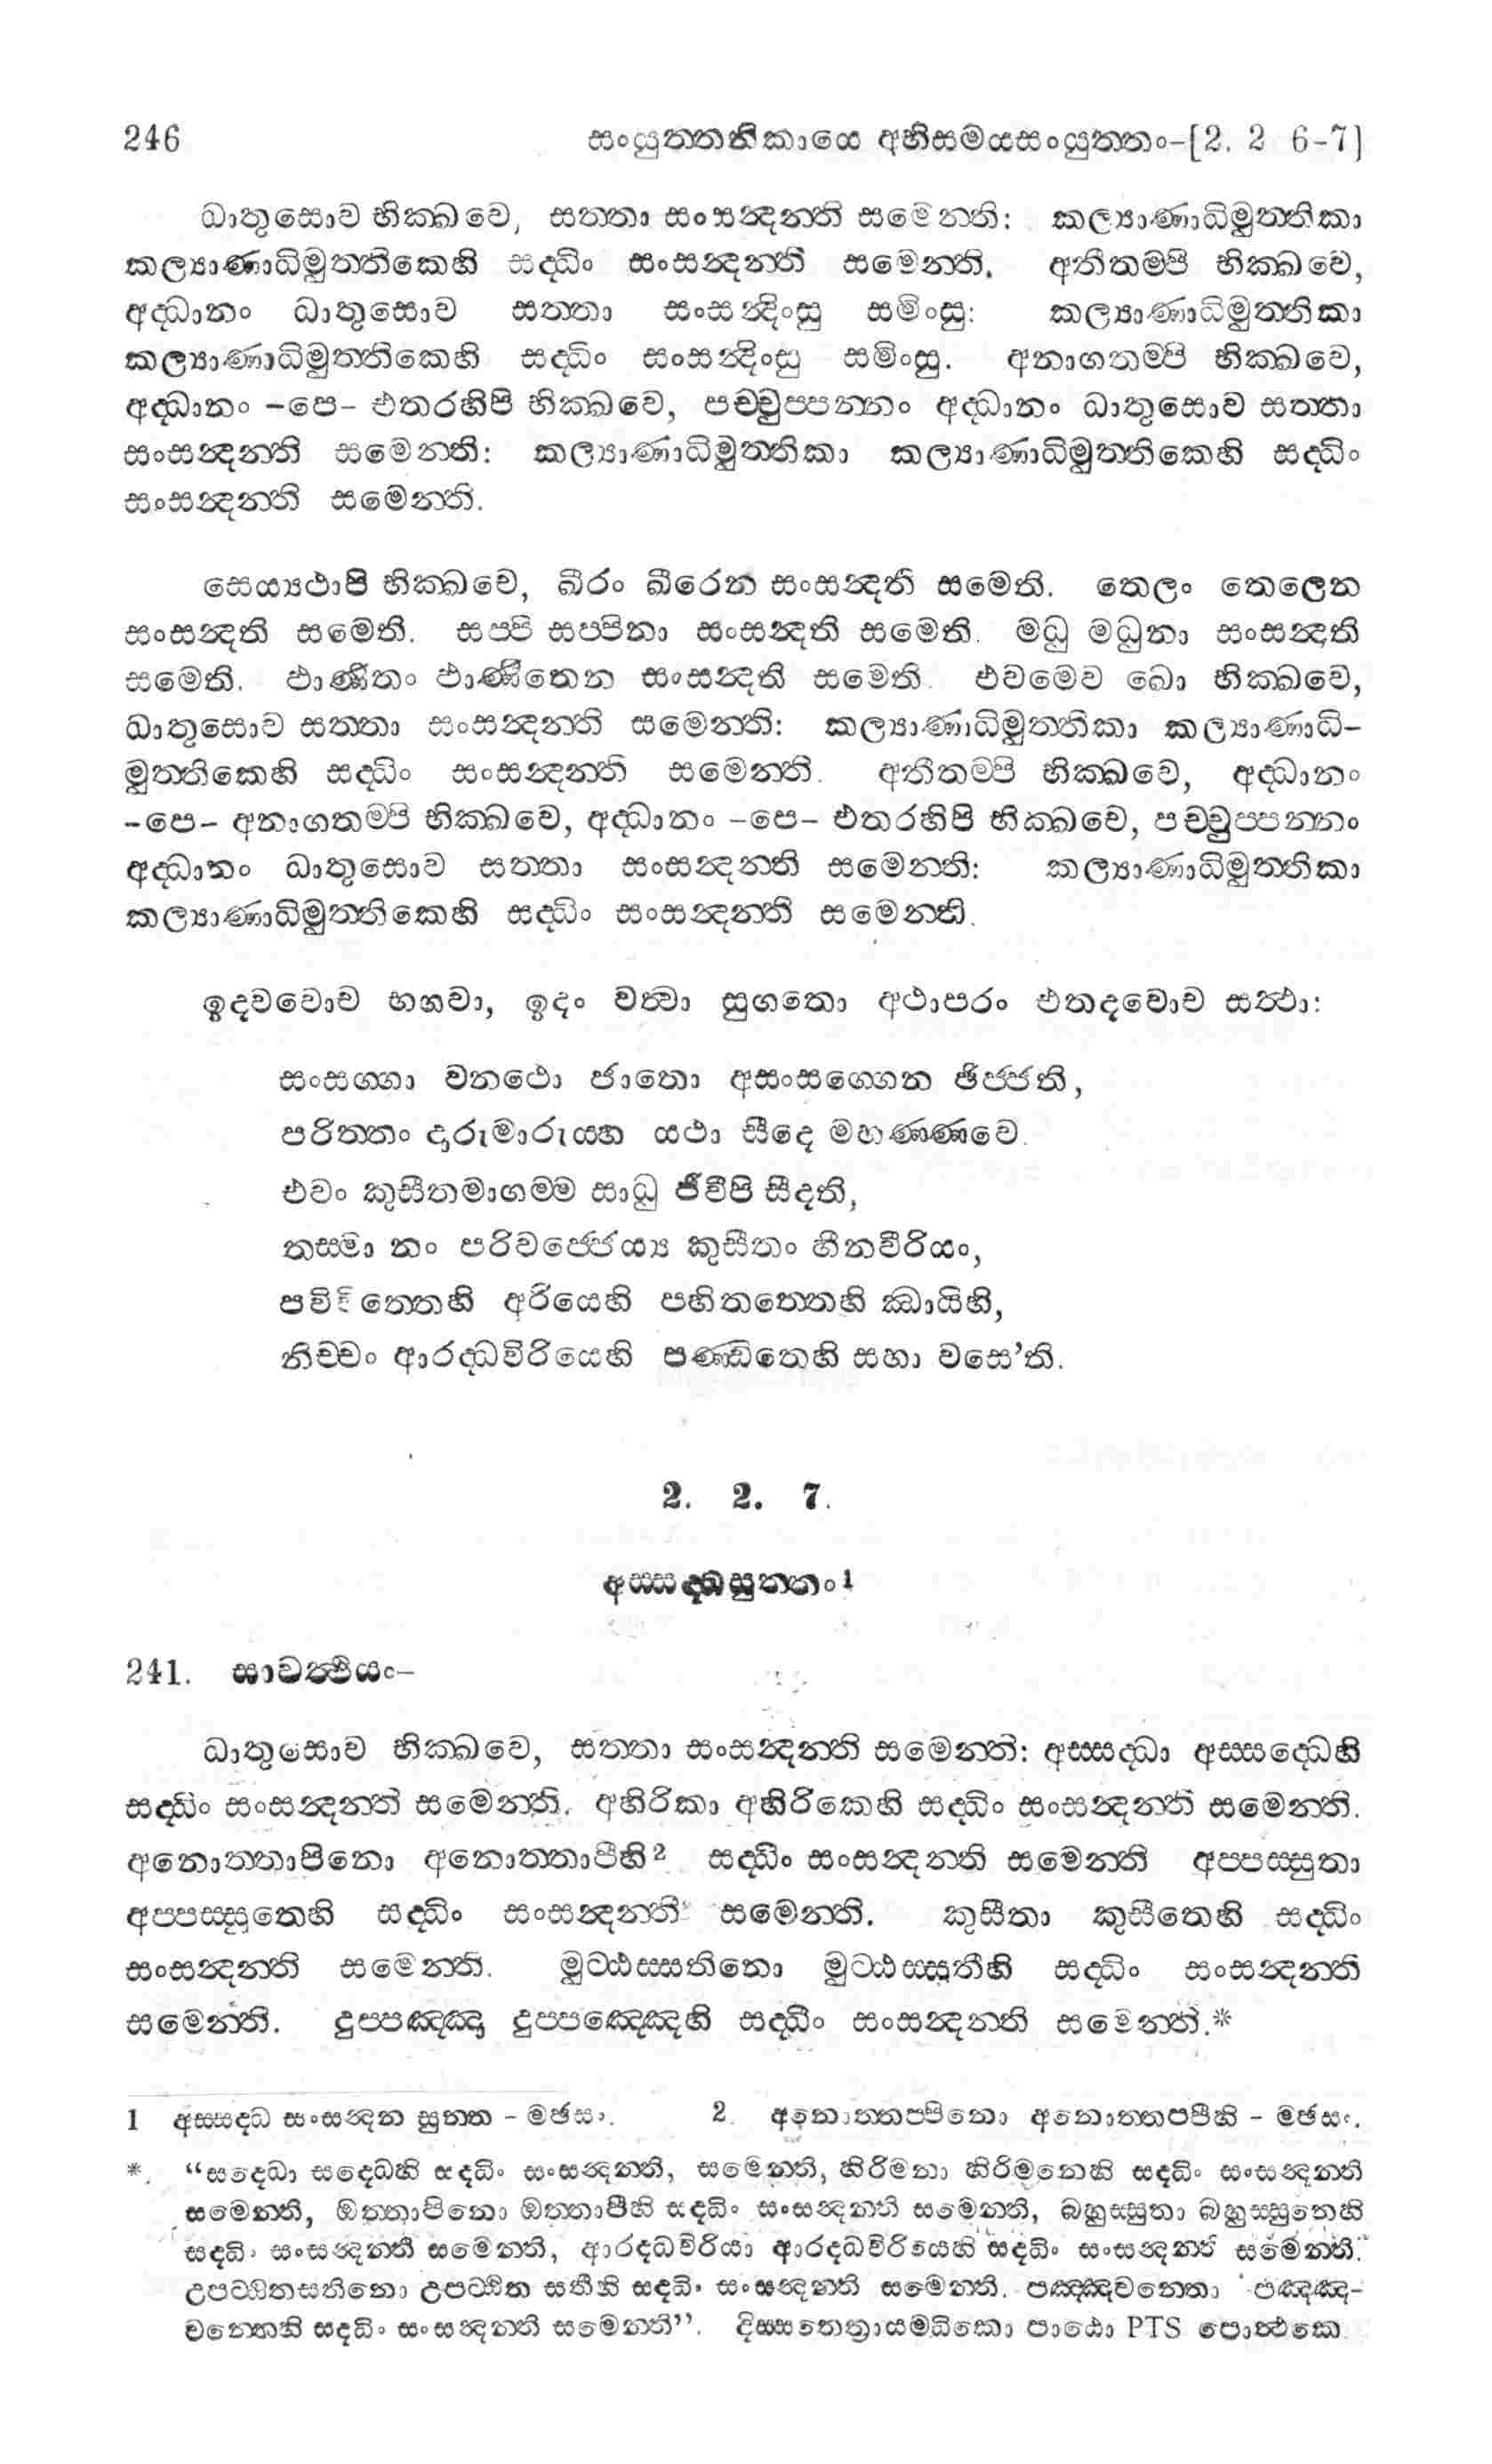 246 සංයුත්තනිකායෙ අභිසමයසංයුත්තං-[2. 2 6-7]
ධාතුසොව භික්ඛවෙ, සත්තා සංසන්දන්ති සමෙන්ති: කල්‍යාණාධිමුත්තිකා
කල්‍යාණාධිමුත්තිකෙහි සද්ධිං සංසන්දන්ති සමෙන්ති. අතීතම්පි භික්ඛවෙ,
අද්ධානං ධාතුසොව සත්තා සංසන්දිංසු සමිංසු: කල්‍යාණාධිමුත්තිකා
කල්‍යාණාධිමුත්තිකෙහි සද්ධිං සංසන්දිංසු සමිංසු. අනාගතම්පි භික්ඛවෙ,
අද්ධානං -පෙ- එතරහිපි භික්ඛවෙ, පච්චුප්පන්නං අද්ධානං ධාතුසොව සත්තා
සංසන්දන්ති සමෙන්ති: කල්‍යාණාධිමුත්තිකා කල්‍යාණාධිමුත්තිකෙහි සද්ධිං
සංසන්දන්ති සමෙන්ති.
සෙය්‍යථාපි භික්ඛවෙ, ඛීරං ඛීරෙන සංසන්දති සමෙති. තෙලං තෙලෙන
සංසන්දති සමෙති. සප්පි සප්පිනා සංසන්දති සමෙති. මධු මධුනා සංසන්දති
සමෙති. ඵාණිතං ඵාණිතෙන සංසන්දති සමෙති. එවමෙව ඛො භික්ඛවෙ,
ධාතුසොව සත්තා සංසන්දන්ති සමෙන්ති: කල්‍යාණාධිමුත්තිකා කල්‍යාණාධි-
මුත්තිකෙහි සද්ධිං සංසන්දන්ති සමෙන්ති. අතීතම්පි භික්ඛවෙ, අද්ධානං
-පෙ- අනාගතම්පි භික්ඛවෙ, අද්ධානං -පෙ- එතරහිපි භික්ඛවෙ, පච්චුප්පන්නං
අද්ධානං ධාතුසොව සත්තා සංසන්දන්ති සමෙන්ති: කල්‍යාණාධිමුත්තිකා
කල්‍යාණාධිමුත්තිකෙහි සද්ධිං සංසන්දන්ති සමෙන්ති.
ඉදවවොච භගවා, ඉදං වත්‍වා සුගතො අථාපරං එතදවොච සත්‍ථා:
සංසග්ගා වනථො ජාතො අසංසග්ගෙන ඡිජ්ජති,
පරිත්තං දාරුමාරුය්හ යථා සීදෙ මහණ්ණවෙ.
එවං කුසීතමාගම්ම සාධු ජීවීපි සීදති,
තස්මා තං පරිවජ්ජෙය්‍ය කුසීතං හීනවීරියං,
පවිවිත්තෙහි අරියෙහි පහිතත්තෙහි ඣායිහි,
නිච්චං ආරද්ධවිරියෙහි පණ්ඩිතෙහි සහා වසෙ’ති.
2. 2. 7.
අස්සද්ධසුත්තං1
241. සාවත්‍ථියං–
ධාතුසොව භික්ඛවෙ, සත්තා සංසන්දන්ති සමෙන්ති: අස්සද්ධා අස්සද්ධෙහි
සද්ධිං සංසන්දන්ති සමෙන්ති. අහිරිකා අහිරිකෙහි සද්ධිං සංසන්දන්ති සමෙන්ති.
අනොත්තාපිනො අනොත්තාපීහි2 සද්ධිං සංසන්දන්ති සමෙන්ති අප්පස්සුතා
අප්පස්සුතෙහි සද්ධිං සංසන්දන්ති සමෙන්ති. කුසීතා කුසීතෙහි සද්ධිං
සංසන්දන්ති සමෙන්ති. මුට්ඨස්සතිනො මුට්ඨස්සතීහි සද්ධිං සංසන්දන්ති
සමෙන්ති. දුප්පඤ්ඤා දුප්පඤ්ඤෙහි සද්ධිං සංසන්දන්ති සමෙන්ති.*
1 අස්සද්ධ සංසන්දන සුත්ත – මඡසං. 2. අනොත්තප්පිනො අනොත්තප්පීහි – මඡසං.
*. “සද්ධො සද්ධෙහි සද්ධිං සංසන්දන්ති, සමෙන්ති, හිරිමනා හිරිමනෙහි සද්ධිං සංසන්දන්ති
සමෙන්ති, ඔත්තාපිනො ඔත්තාපීහි සද්ධිං සංසන්දන්ති සමෙන්ති, බහුස්සුතා බහුස්සුතෙහි
සද්ධිං සංසන්දන්ති සමෙන්ති, ආරද්ධවිරියා ආරද්ධවිරියෙහි සද්ධිං සංසන්දන්ති සමෙන්ති.
උපට්ඨිතසතිනො උපට්ඨිත සතීහි සද්ධිං සංසන්දන්ති සමෙන්ති. පඤ්ඤවන්තො පඤ්ඤ-
වන්තෙහි සද්ධිං සංසන්දන්ති සමෙන්ති”. දිස්සතෙත්‍රායමධිකො පාඨො PTS පොත්‍ථකෙ.